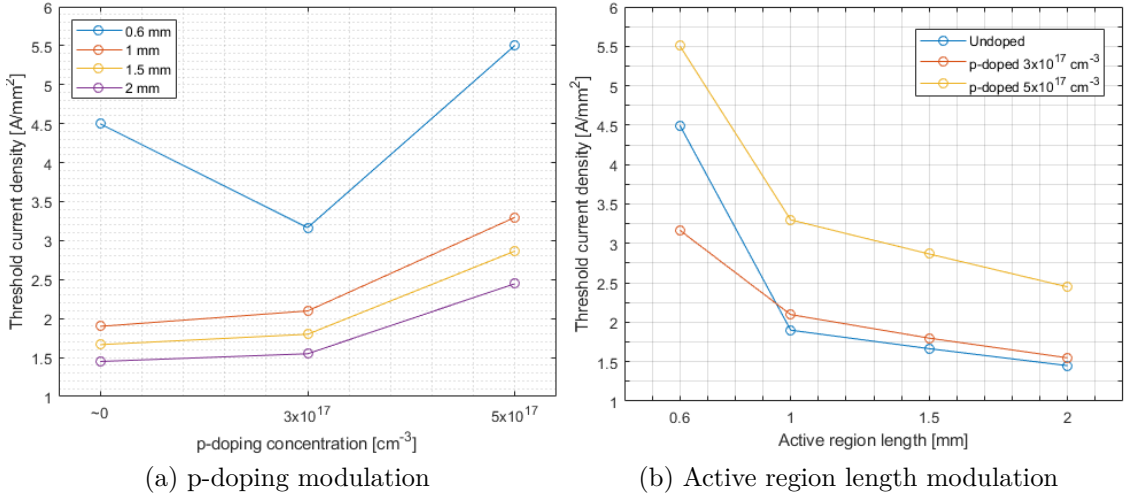 6
5.5
5
4.5
4
3.5
3
2.5
2
1.5
1
Threshold current density [A/mm²]
0.6 mm
1 mm
1.5 mm
2 mm
~0
3x10¹⁷
5x10¹⁷
p-doping concentration [cm⁻³]
(a) p-doping modulation
6
5.5
5
4.5
4
3.5
3
2.5
2
1.5
1
Threshold current density [A/mm²]
Undoped
p-doped 3x10¹⁷ cm⁻³
p-doped 5x10¹⁷ cm⁻³
0.6
1
1.5
2
Active region length [mm]
(b) Active region length modulation